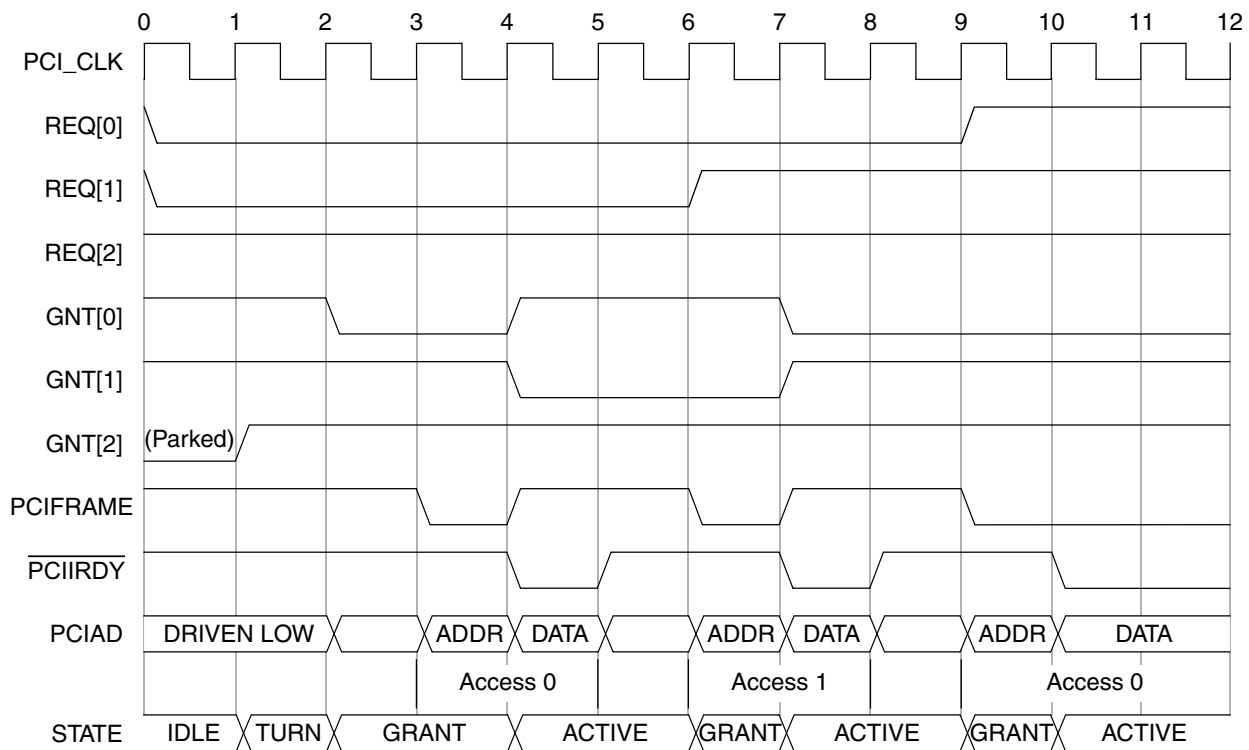 0 1 2 3 4 5 6 7 8 9 10 11 12
PCI_CLK
REQ[0]
REQ[1]
REQ[2]
GNT[0]
GNT[1]
GNT[2] (Parked)
PCIFRAME
PCIIRDY
PCIAD DRIVEN LOW ADDR DATA ADDR DATA ADDR DATA
Access 0 Access 1 Access 0
STATE IDLE TURN GRANT ACTIVE GRANT ACTIVE GRANT ACTIVE